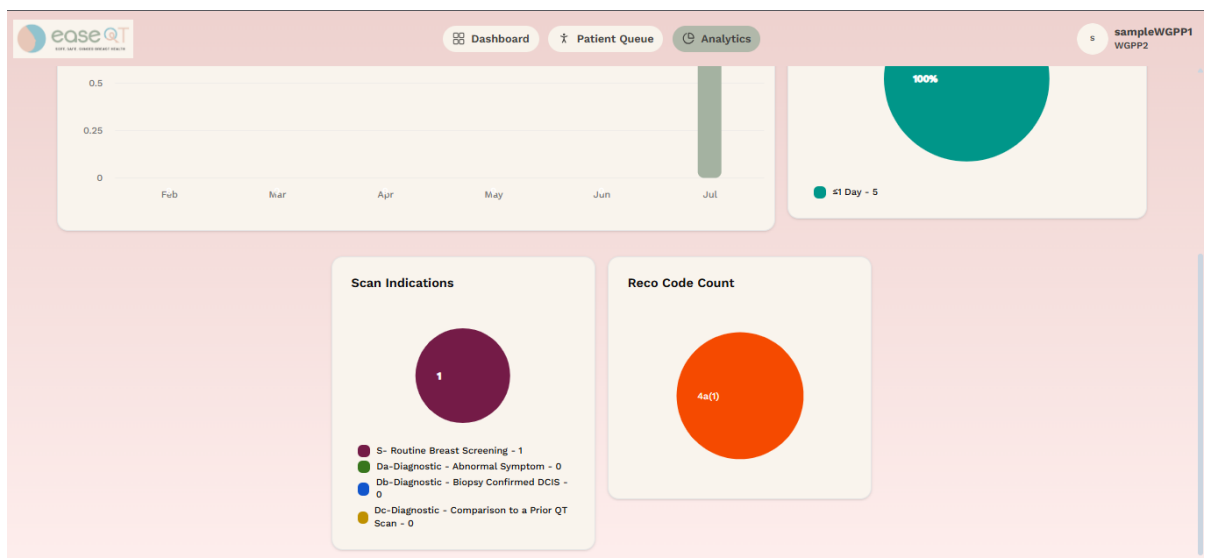 ease QT
Dashboard
Patient Queue
Analytics
s
sampleWGPP1
WGPP2
0.5
0.25
0
Feb
Mar
Apr
May
Jun
Jul
100%
≤1 Day - 5
Scan Indications
1
S- Routine Breast Screening - 1
Da-Diagnostic - Abnormal Symptom - 0
Db-Diagnostic - Biopsy Confirmed DCIS -
0
Dc-Diagnostic - Comparison to a Prior QT
Scan - 0
Reco Code Count
4a(1)